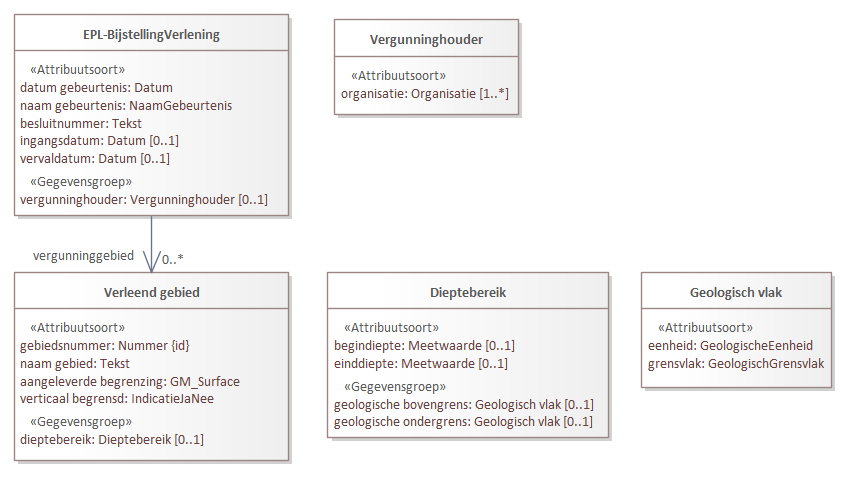 EPL-BijstellingVerlening
«Attribuutsoort»
datum gebeurtenis: Datum
naam gebeurtenis: NaamGebeurtenis
besluitnummer: Tekst
ingangsdatum: Datum [0..1]
vervaldatum: Datum [0..1]
«Gegevensgroep»
vergunninghouder: Vergunninghouder [0..1]
Vergunninghouder
«Attribuutsoort»
organisatie: Organisatie [1..*]
vergunninggebied
0..*
Verleend gebied
«Attribuutsoort»
gebiedsnummer: Nummer {id}
naam gebied: Tekst
aangeleverde begrenzing: GM_Surface
verticaal begrensd: IndicatieJaNee
«Gegevensgroep»
dieptebereik: Dieptebereik [0..1]
Dieptebereik
«Attribuutsoort»
begindiepte: Meetwaarde [0..1]
einddiepte: Meetwaarde [0..1]
«Gegevensgroep»
geologische bovengrens: Geologisch vlak [0..1]
geologische ondergrens: Geologisch vlak [0..1]
Geologisch vlak
«Attribuutsoort»
eenheid: GeologischeEenheid
grensvlak: GeologischGrensvlak